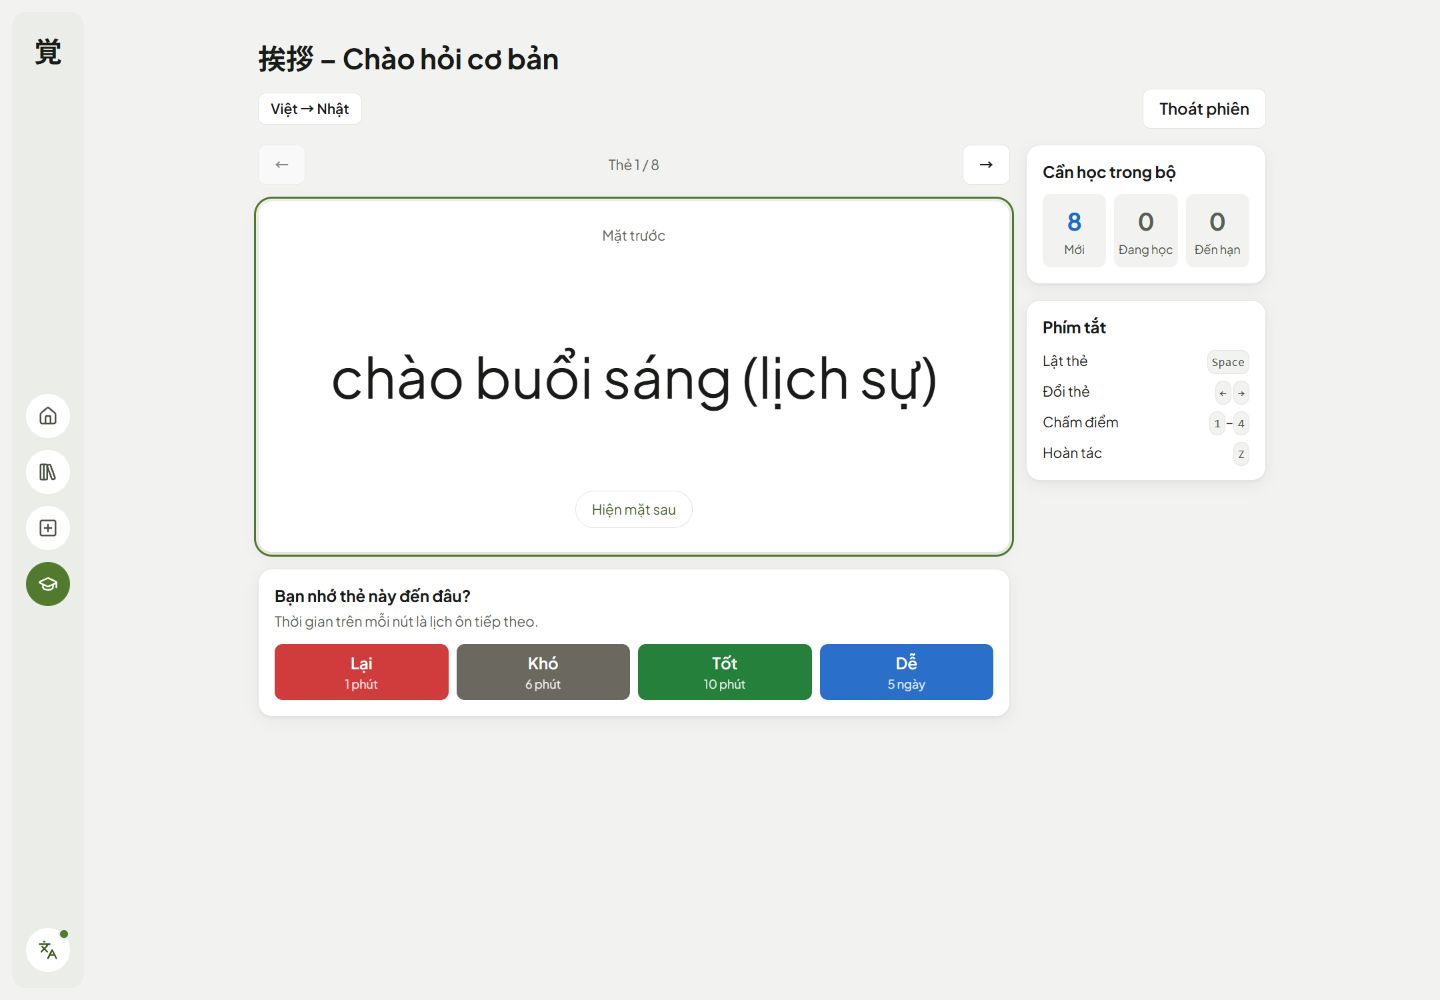 覚
挨拶 – Chào hỏi cơ bản
Việt → Nhật
Thoát phiên
←
Thẻ 1 / 8
→
Mặt trước
chào buổi sáng (lịch sự)
Hiện mặt sau
Bạn nhớ thẻ này đến đâu?
Thời gian trên mỗi nút là lịch ôn tiếp theo.
Lại
1 phút
Khó
6 phút
Tốt
10 phút
Dễ
5 ngày
Cần học trong bộ
8
Mới
0
Đang học
0
Đến hạn
Phím tắt
Lật thẻ Space
Đổi thẻ ← →
Chấm điểm 1 – 4
Hoàn tác Z